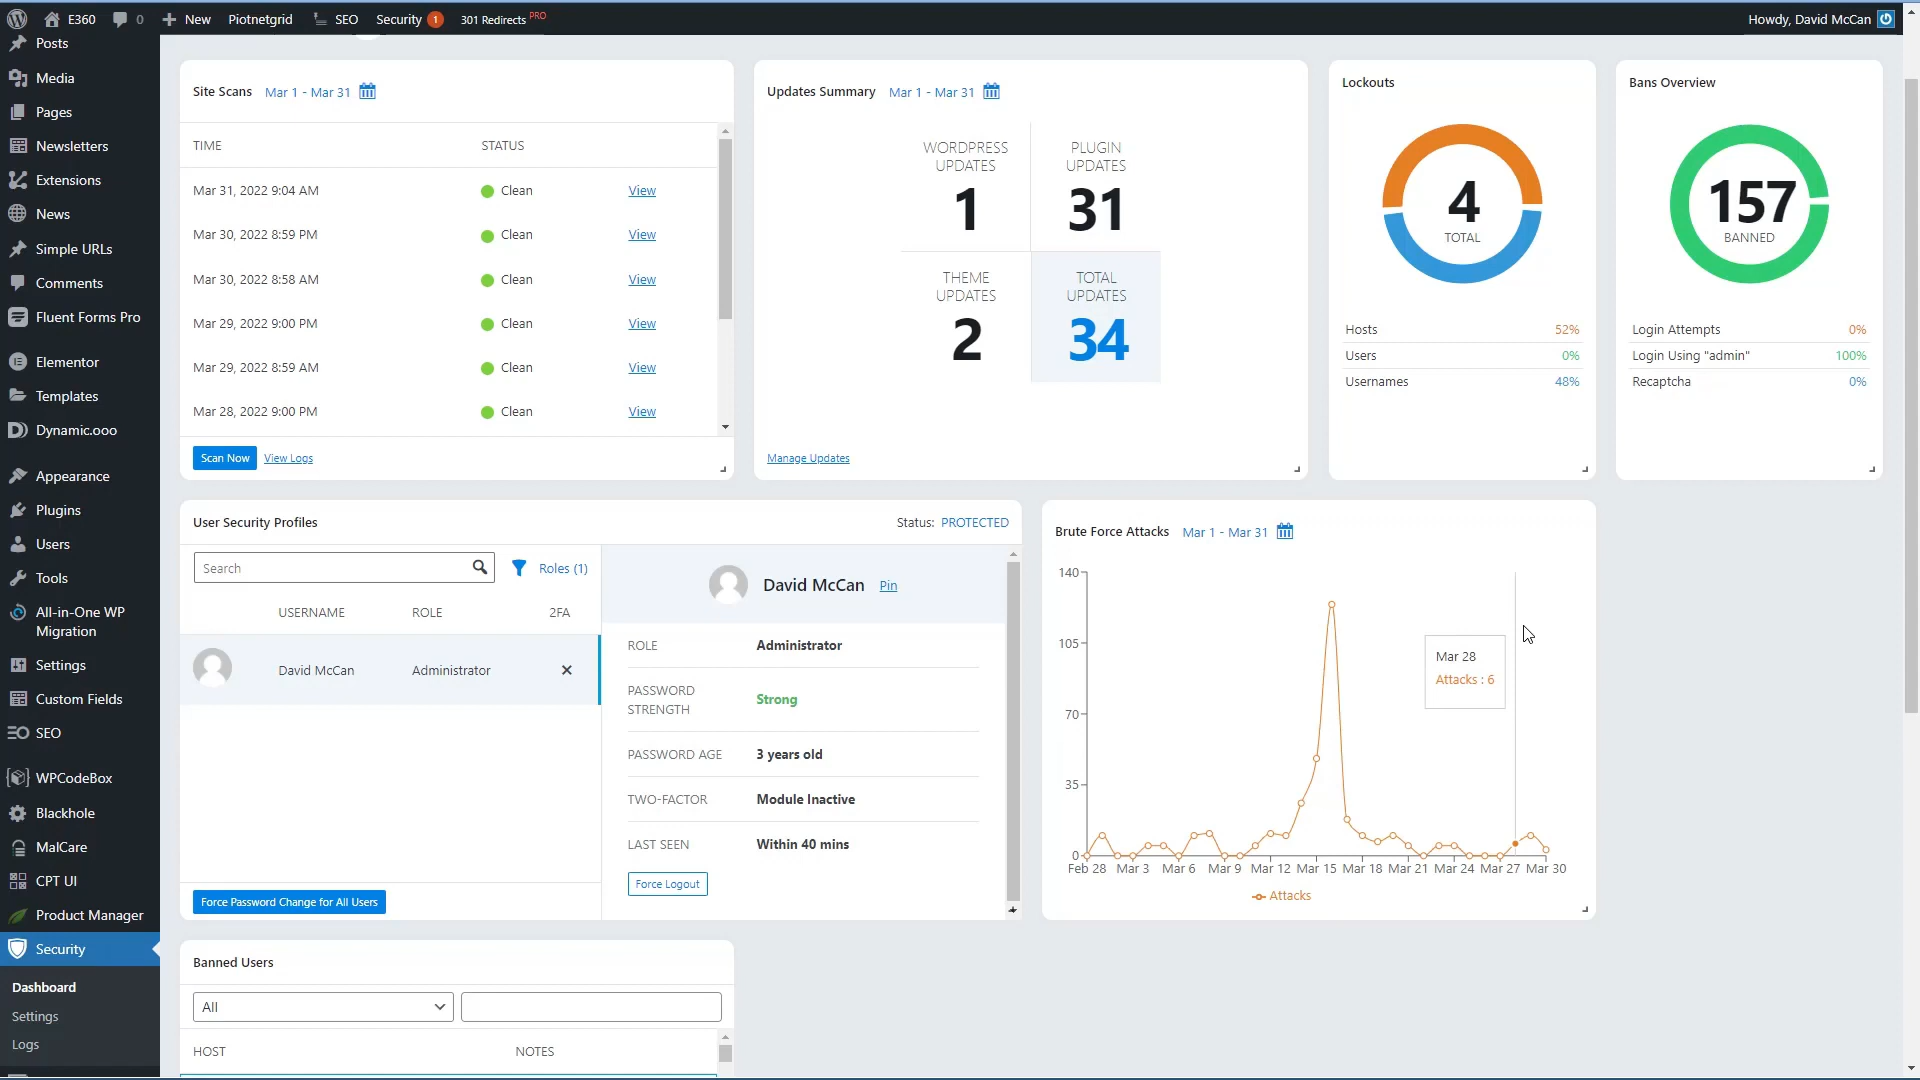 E360
0
New
Piotnetgrid
SEO
Security 1
301 Redirects PRO
Howdy, David McCan
Posts
Media
Pages
Newsletters
Extensions
News
Simple URLs
Comments
Fluent Forms Pro
Elementor
Templates
Dynamic.ooo
Appearance
Plugins
Users
Tools
All-in-One WP
Migration
Settings
Custom Fields
SEO
WPCodeBox
Blackhole
MalCare
CPT UI
Product Manager
Security
Dashboard
Settings
Logs
Site Scans Mar 1 - Mar 31
TIME STATUS
Mar 31, 2022 9:04 AM Clean View
Mar 30, 2022 8:59 PM Clean View
Mar 30, 2022 8:58 AM Clean View
Mar 29, 2022 9:00 PM Clean View
Mar 29, 2022 8:59 AM Clean View
Mar 28, 2022 9:00 PM Clean View
Scan Now View Logs
Updates Summary Mar 1 - Mar 31
WORDPRESS
UPDATES
1
PLUGIN
UPDATES
31
THEME
UPDATES
2
TOTAL
UPDATES
34
Manage Updates
Lockouts
4
TOTAL
Hosts 52%
Users 0%
Usernames 48%
Bans Overview
157
BANNED
Login Attempts 0%
Login Using "admin" 100%
Recaptcha 0%
User Security Profiles
Status: PROTECTED
Search
Roles (1)
USERNAME ROLE 2FA
David McCan Administrator
Force Password Change for All Users
David McCan Pin
ROLE Administrator
PASSWORD
STRENGTH
Strong
PASSWORD AGE 3 years old
TWO-FACTOR Module Inactive
LAST SEEN Within 40 mins
Force Logout
Brute Force Attacks Mar 1 - Mar 31
140
105
70
35
0
Mar 28
Attacks : 6
Feb 28 Mar 3 Mar 6 Mar 9 Mar 12 Mar 15 Mar 18 Mar 21 Mar 24 Mar 27 Mar 30
Attacks
Banned Users
All
HOST NOTES